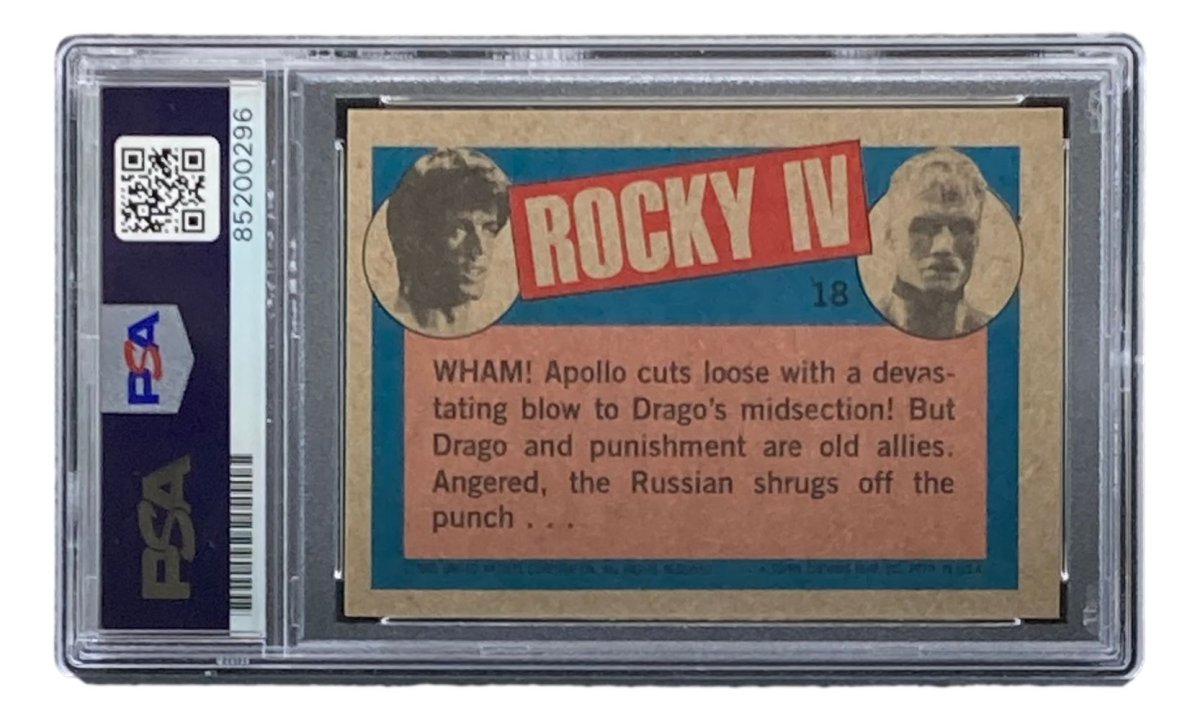 85200296
PSA
PSA
ROCKY IV
18
WHAM! Apollo cuts loose with a devas-
tating blow to Drago's midsection! But
Drago and punishment are old allies.
Angered, the Russian shrugs off the
punch . . .